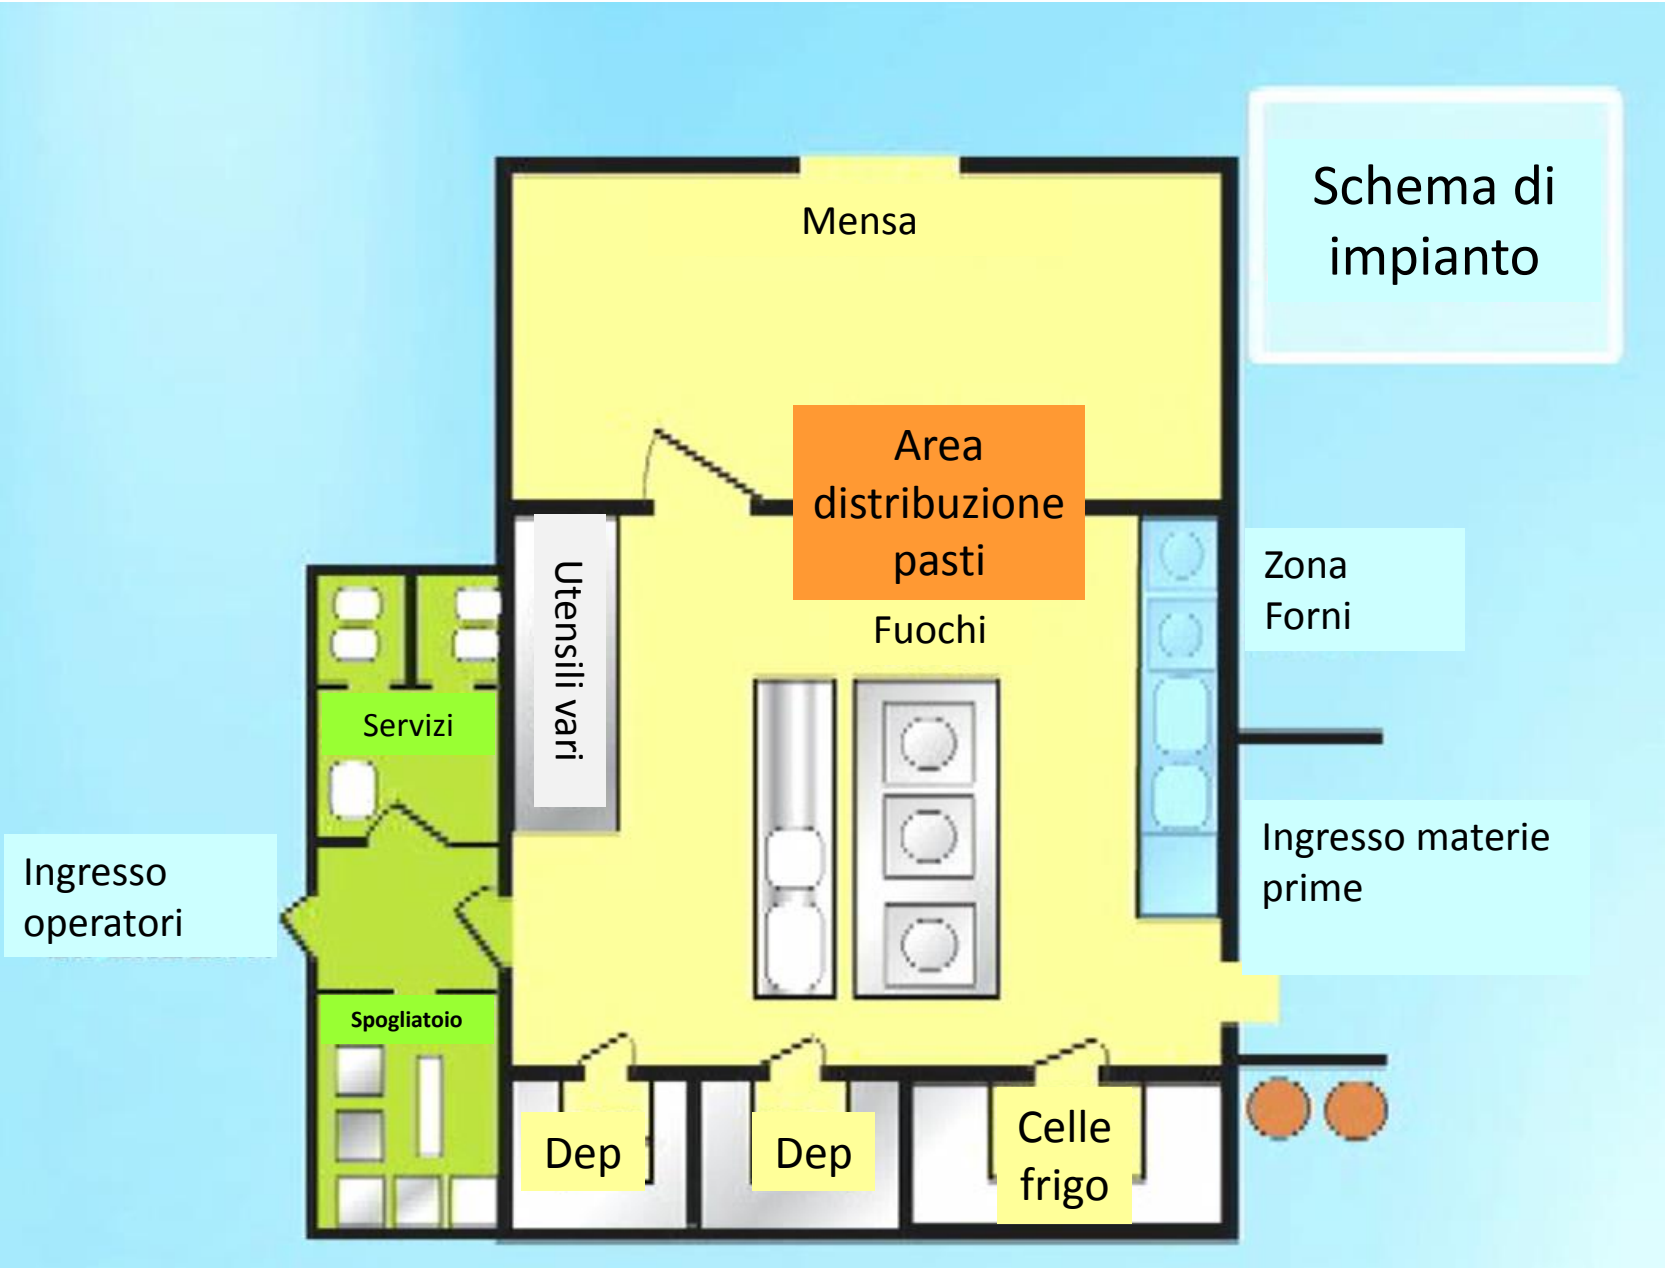 Schema di
impianto
Mensa
Area
distribuzione
pasti
Fuochi
Zona
Forni
Utensili vari
Servizi
Ingresso materie
prime
Ingresso
operatori
Spogliatoio
Dep
Dep
Celle
frigo